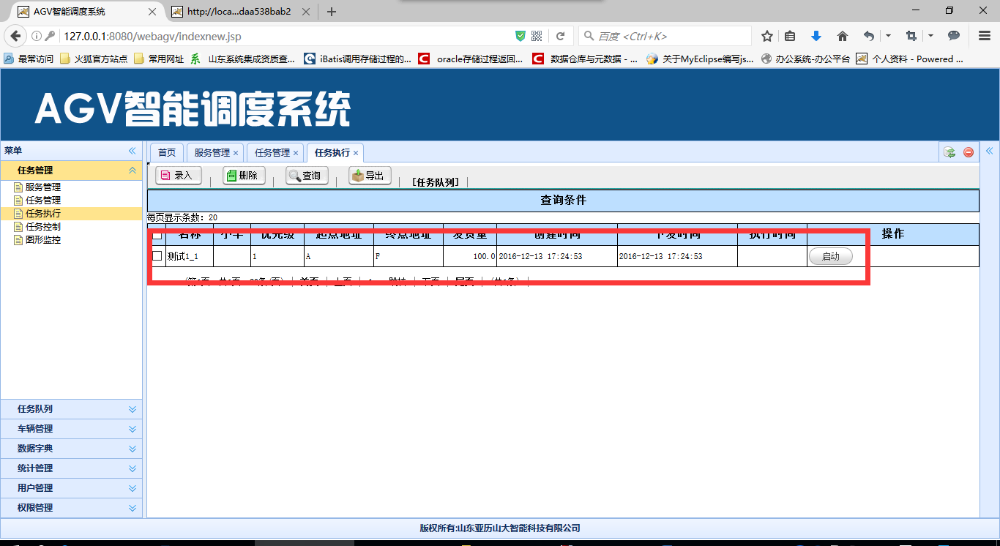 AGV智能调度系统
http://loca...daa538bab2
127.0.0.1:8080/webagv/indexnew.jsp
百度 <Ctrl+K>
最常访问 火狐官方站点 常用网址 山东系统集成资质查... iBatis调用存储过程的... oracle存储过程返回... 数据仓库与元数据 - ... 关于MyEclipse编写js... 办公系统-办公平台 个人资料 - Powered ...
AGV智能调度系统
菜单
任务管理
服务管理
任务管理
任务执行
任务控制
图形监控
任务队列
车辆管理
数据字典
统计管理
用户管理
权限管理
首页 服务管理 任务管理 任务执行
录入 | 删除 | 查询 | 导出 | [任务队列] |
查询条件
每页显示条数: 20
名称 小车 优先级 起点地址 终点地址 发货量 创建时间 下发时间 执行时间 操作
测试1_1 1 A F 100.0 2016-12-13 17:24:53 2016-12-13 17:24:53 启动
(第1页 共1页 20条/页) | 首页 | 上页 | 1 跳转 | 下页 | 尾页 | (共1条) |
版权所有:山东亚历山大智能科技有限公司